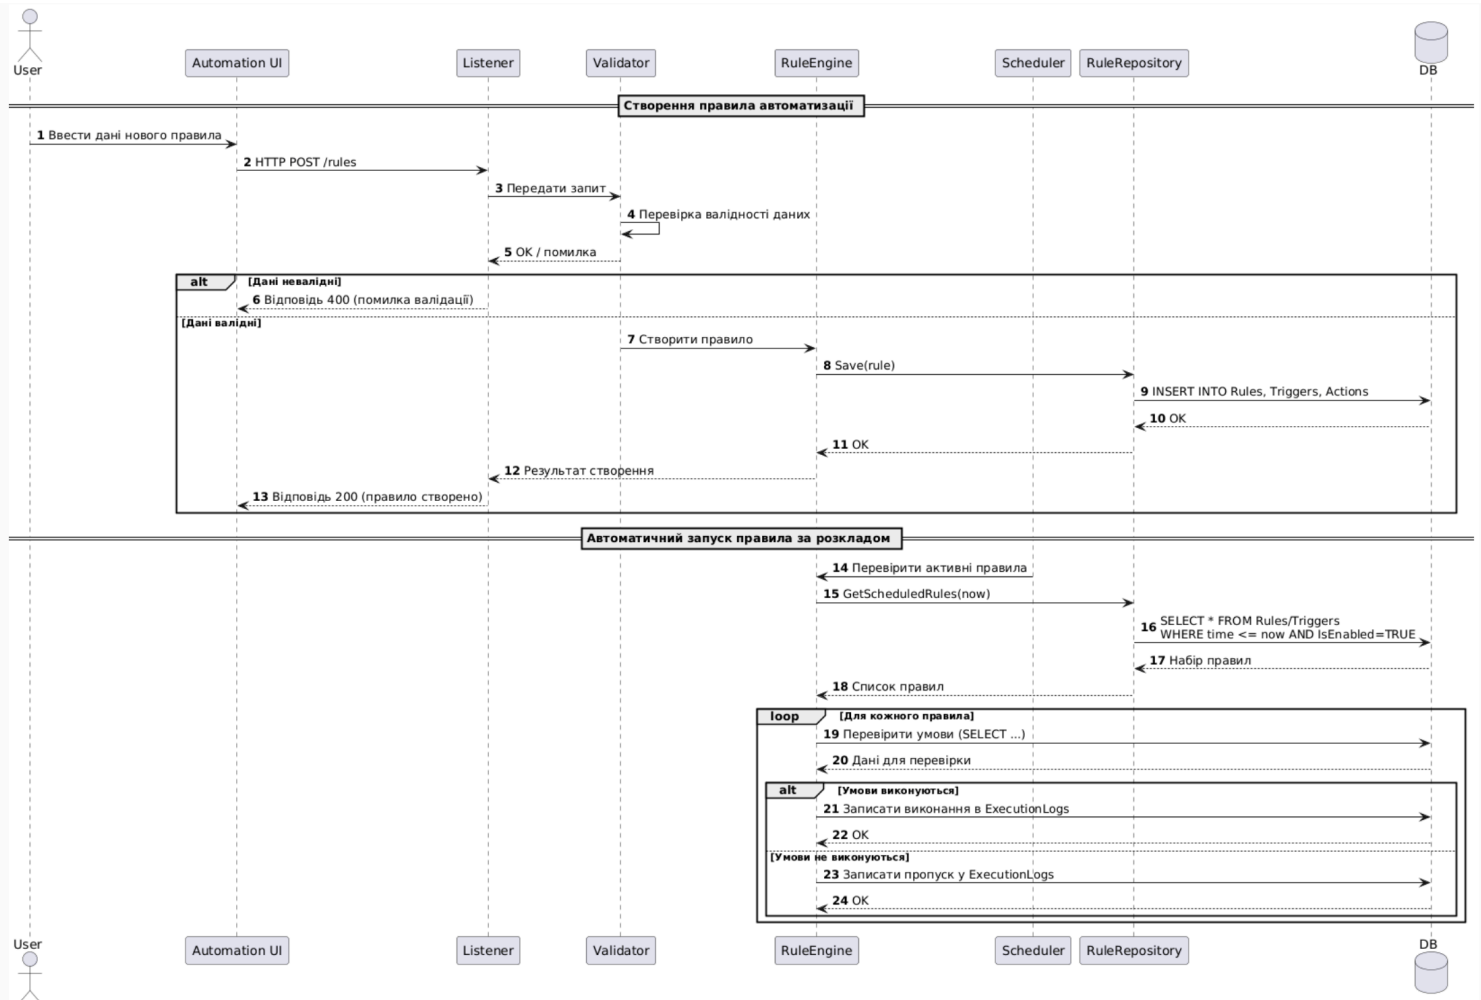 User
Automation UI
Listener
Validator
RuleEngine
Scheduler
RuleRepository
DB
Створення правила автоматизації
1 Ввести дані нового правила
2 HTTP POST /rules
3 Передати запит
4 Перевірка валідності даних
5 OK / помилка
alt [Дані невалідні]
6 Відповідь 400 (помилка валідації)
[Дані валідні]
7 Створити правило
8 Save(rule)
9 INSERT INTO Rules, Triggers, Actions
10 OK
11 OK
12 Результат створення
13 Відповідь 200 (правило створено)
Автоматичний запуск правила за розкладом
14 Перевірити активні правила
15 GetScheduledRules(now)
16 SELECT * FROM Rules/Triggers
WHERE time <= now AND IsEnabled=TRUE
17 Набір правил
18 Список правил
loop [Для кожного правила]
19 Перевірити умови (SELECT ...)
20 Дані для перевірки
alt [Умови виконуються]
21 Записати виконання в ExecutionLogs
22 OK
[Умови не виконуються]
23 Записати пропуск у ExecutionLogs
24 OK
User
Automation UI
Listener
Validator
RuleEngine
Scheduler
RuleRepository
DB